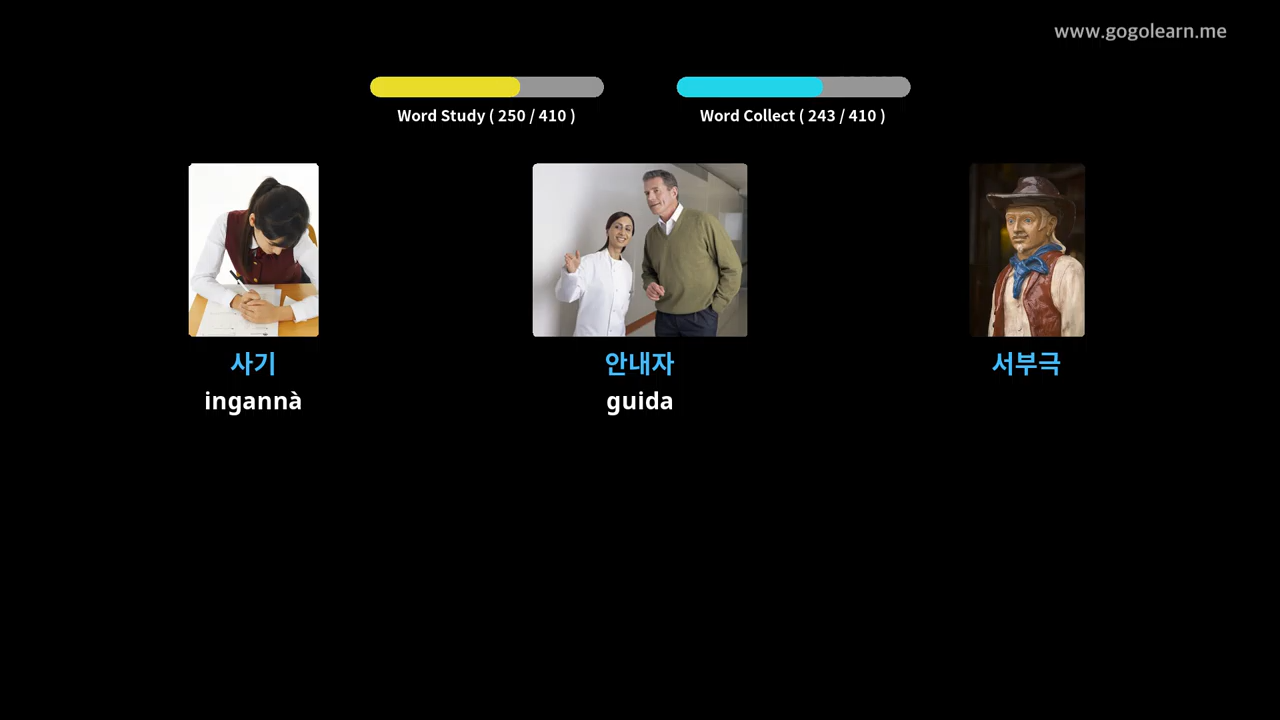 www.gogolearn.me
Word Study ( 250 / 410 )
Word Collect ( 243 / 410 )
사기
안내자
서부극
ingannà
guida